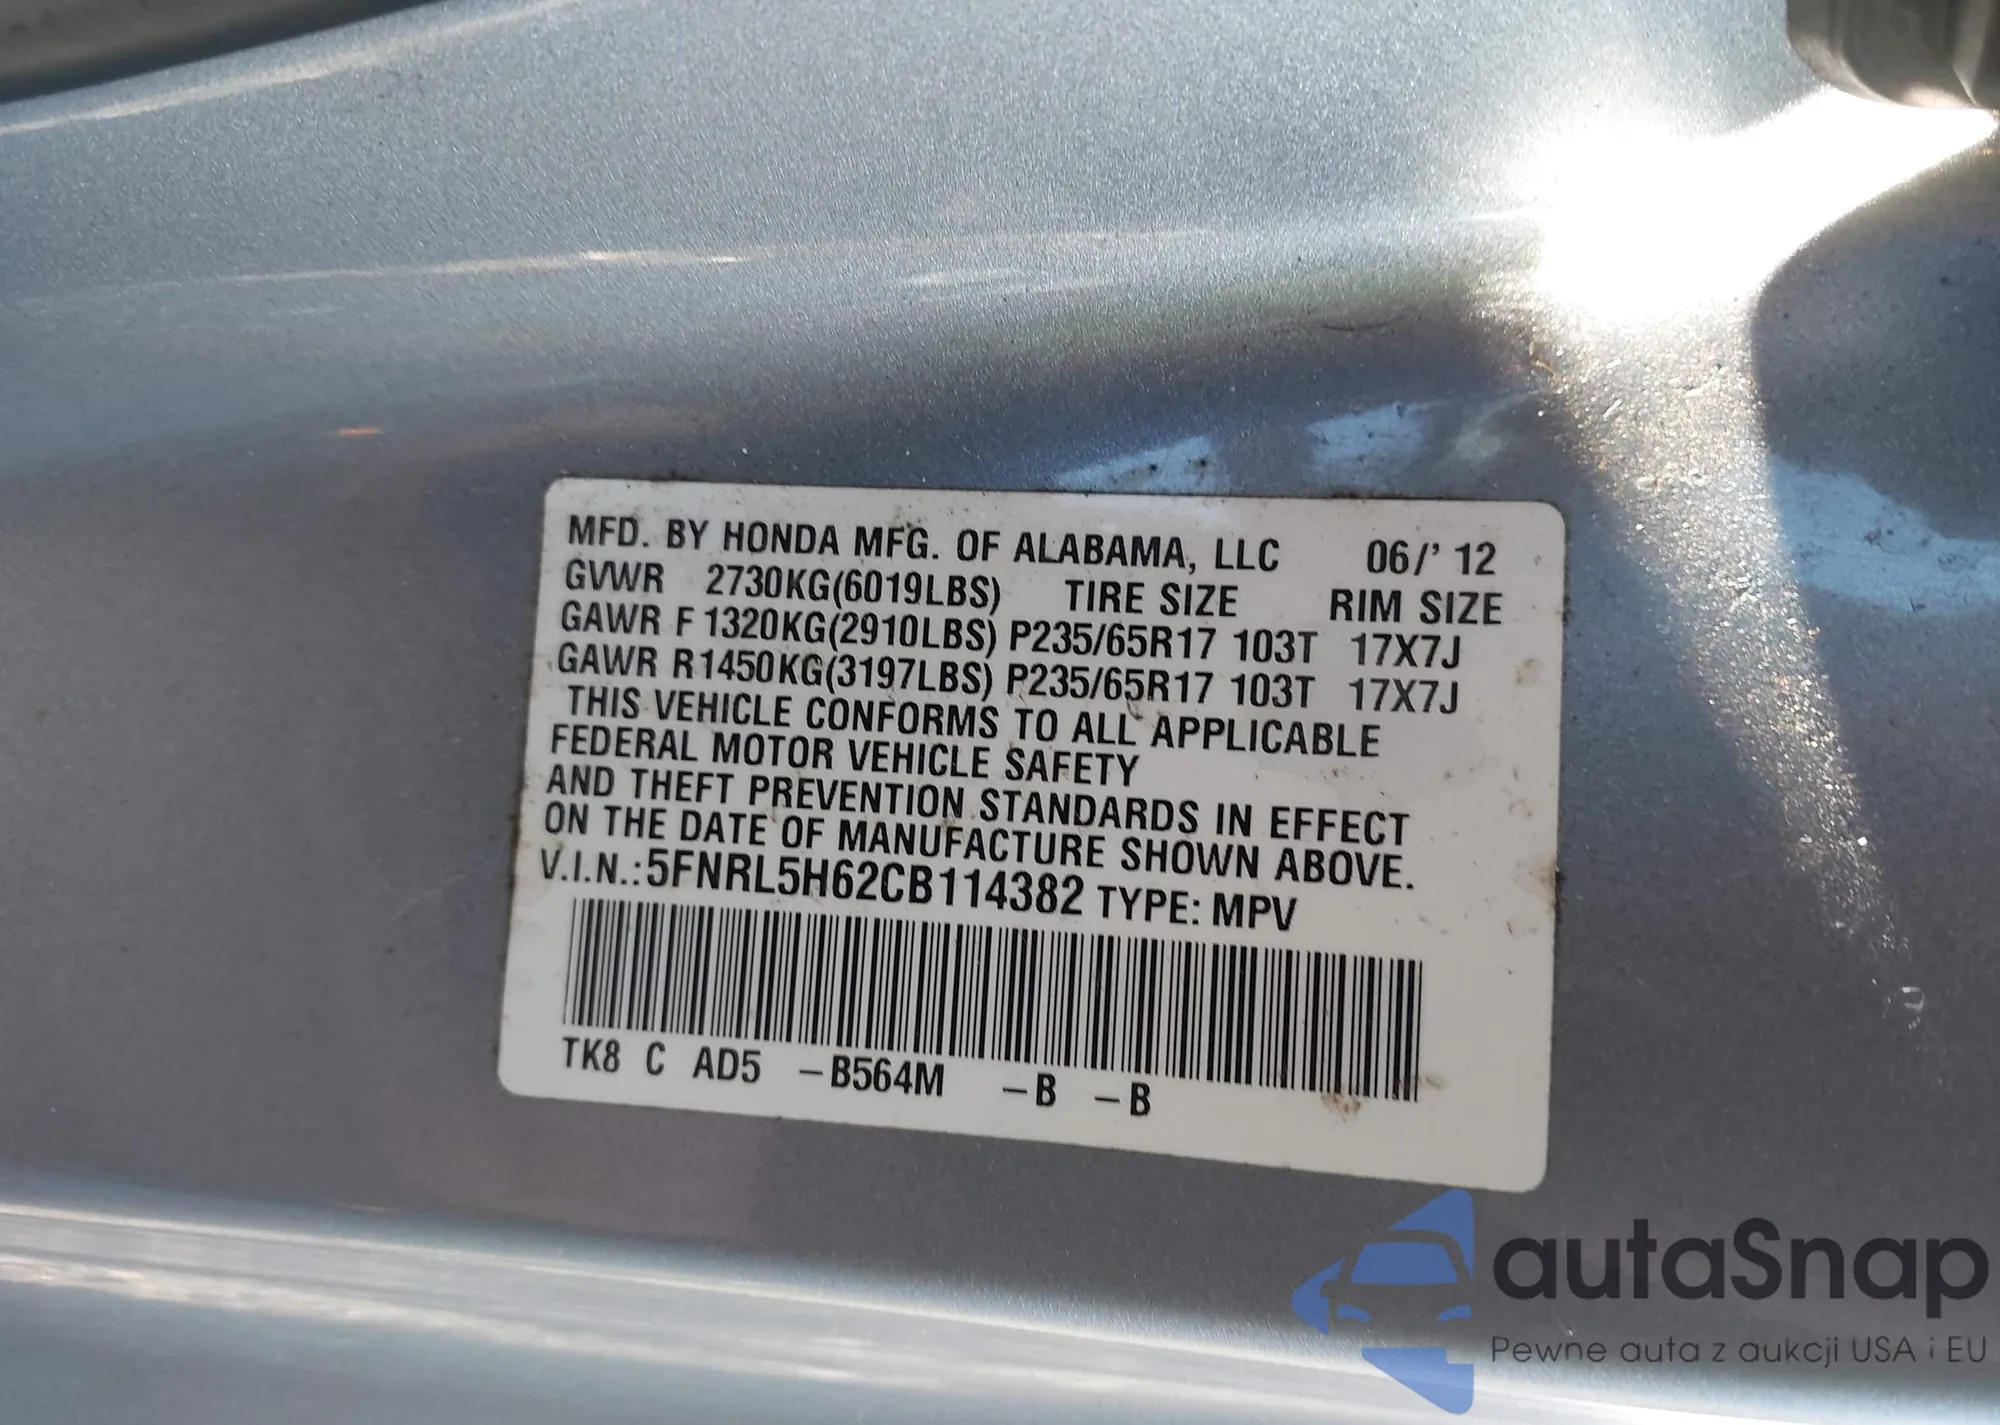 MFD. BY HONDA MFG. OF ALABAMA, LLC 06/' 12
GVWR 2730KG(6019LBS) TIRE SIZE RIM SIZE
GAWR F 1320KG(2910LBS) P235/65R17 103T 17X7J
GAWR R1450KG(3197LBS) P235/65R17 103T 17X7J
THIS VEHICLE CONFORMS TO ALL APPLICABLE
FEDERAL MOTOR VEHICLE SAFETY
AND THEFT PREVENTION STANDARDS IN EFFECT
ON THE DATE OF MANUFACTURE SHOWN ABOVE.
V.I.N.:5FNRL5H62CB114382 TYPE: MPV
TK8 C AD5 –B564M –B –B
autaSnap
Pewne auta z aukcji USA i EU